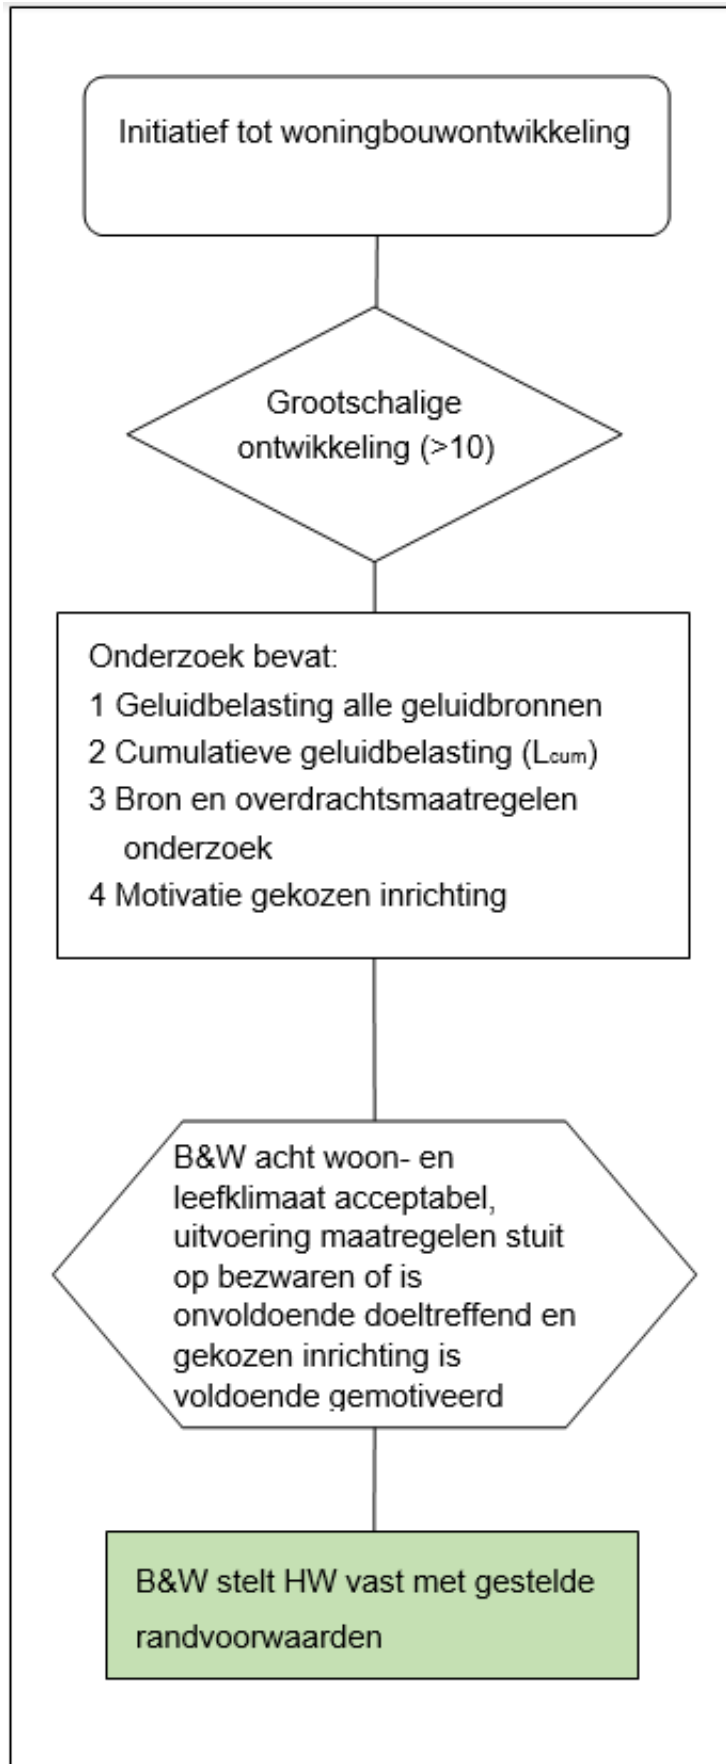 Initiatief tot woningbouwontwikkeling
Grootschalige
ontwikkeling (>10)
Onderzoek bevat:
1 Geluidbelasting alle geluidbronnen
2 Cumulatieve geluidbelasting (Lcum)
3 Bron en overdrachtsmaatregelen
onderzoek
4 Motivatie gekozen inrichting
B&W acht woon- en
leefklimaat acceptabel,
uitvoering maatregelen stuit
op bezwaren of is
onvoldoende doeltreffend en
gekozen inrichting is
voldoende gemotiveerd
B&W stelt HW vast met gestelde
randvoorwaarden